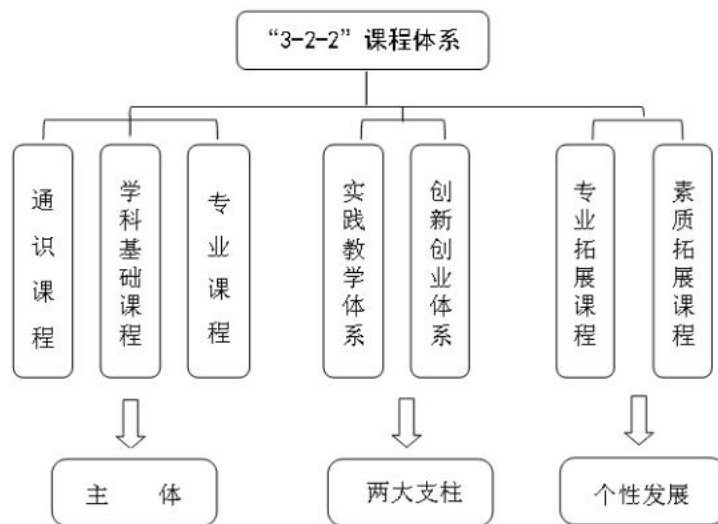 “3-2-2”课程体系
通识课程
学科基础课程
专业课程
实践教学体系
创新创业体系
专业拓展课程
素质拓展课程
主 体
两大支柱
个性发展